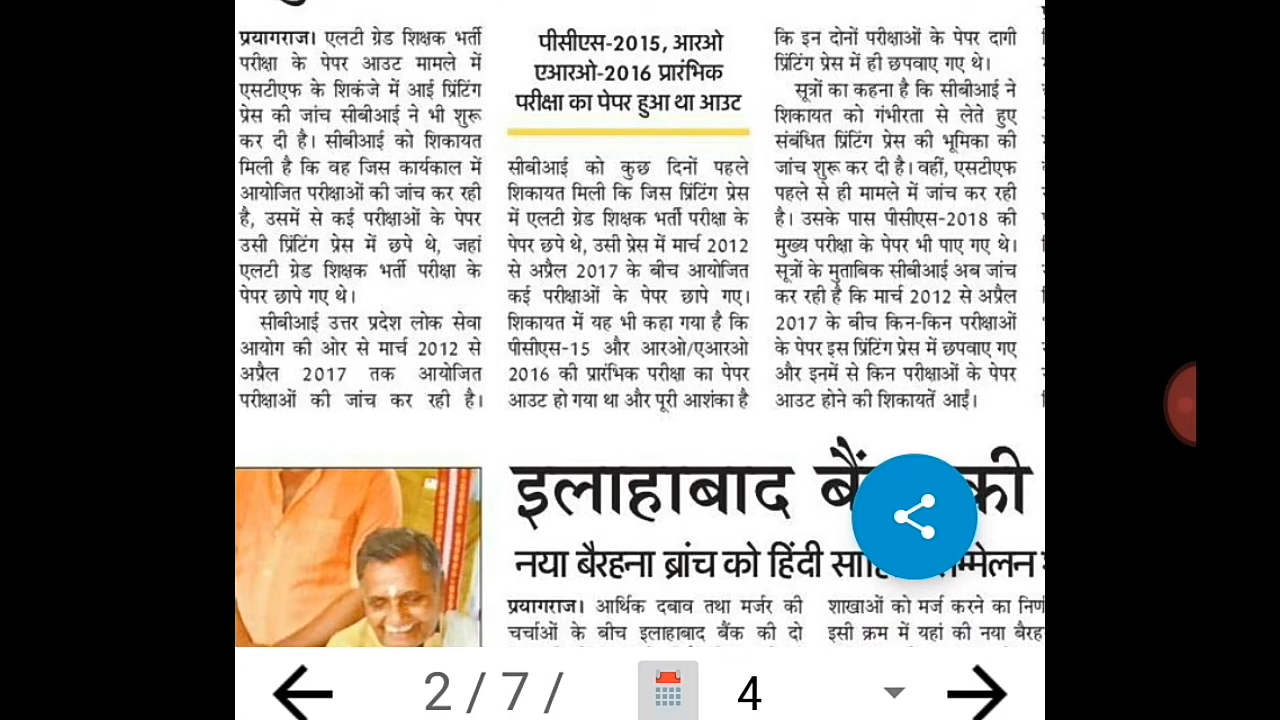 प्रयागराज। एलटी ग्रेड शिक्षक भर्ती
परीक्षा के पेपर आउट मामले में
एसटीएफ के शिकंजे में आई प्रिंटिंग
प्रेस की जांच सीबीआई ने भी शुरू
कर दी है। सीबीआई को शिकायत
मिली है कि वह जिस कार्यकाल में
आयोजित परीक्षाओं की जांच कर रही
है, उसमें से कई परीक्षाओं के पेपर
उसी प्रिंटिंग प्रेस में छपे थे, जहां
एलटी ग्रेड शिक्षक भर्ती परीक्षा के
पेपर छापे गए थे।
सीबीआई उत्तर प्रदेश लोक सेवा
आयोग की ओर से मार्च 2012 से
अप्रैल 2017 तक आयोजित
परीक्षाओं की जांच कर रही है।
पीसीएस-2015, आरओ
एआरओ-2016 प्रारंभिक
परीक्षा का पेपर हुआ था आउट
सीबीआई को कुछ दिनों पहले
शिकायत मिली कि जिस प्रिंटिंग प्रेस
में एलटी ग्रेड शिक्षक भर्ती परीक्षा के
पेपर छपे थे, उसी प्रेस में मार्च 2012
से अप्रैल 2017 के बीच आयोजित
कई परीक्षाओं के पेपर छापे गए।
शिकायत में यह भी कहा गया है कि
पीसीएस-15 और आरओ/एआरओ
2016 की प्रारंभिक परीक्षा का पेपर
आउट हो गया था और पूरी आशंका है
कि इन दोनों परीक्षाओं के पेपर दागी
प्रिंटिंग प्रेस में ही छपवाए गए थे।
सूत्रों का कहना है कि सीबीआई ने
शिकायत को गंभीरता से लेते हुए
संबंधित प्रिंटिंग प्रेस की भूमिका की
जांच शुरू कर दी है। वहीं, एसटीएफ
पहले से ही मामले में जांच कर रही
है। उसके पास पीसीएस-2018 की
मुख्य परीक्षा के पेपर भी पाए गए थे।
सूत्रों के मुताबिक सीबीआई अब जांच
कर रही है कि मार्च 2012 से अप्रैल
2017 के बीच किन-किन परीक्षाओं
के पेपर इस प्रिंटिंग प्रेस में छपवाए गए
और इनमें से किन परीक्षाओं के पेपर
आउट होने की शिकायतें आईं।
इलाहाबाद की
नया बैरहना ब्रांच को हिंदी
प्रयागराज। आर्थिक दबाव तथा मर्जर की
चर्चाओं के बीच इलाहाबाद बैंक की दो
शाखाओं को मर्ज करने का
इसी क्रम में यहां की नया
2 / 7 /
4